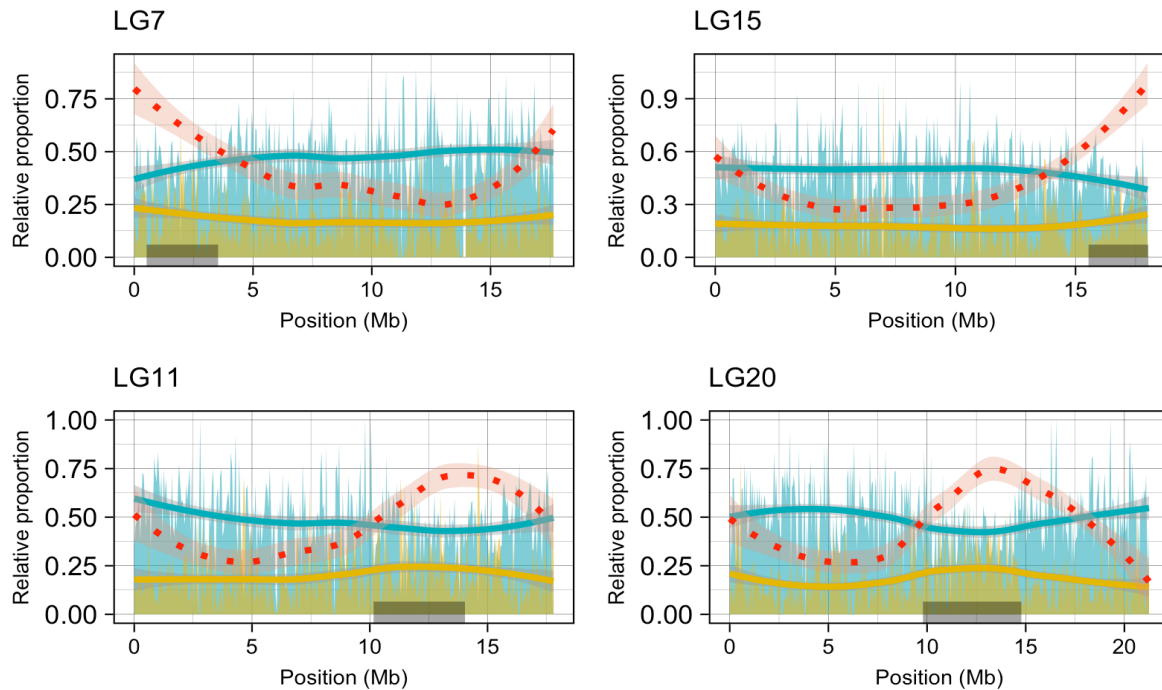 LG7
Relative proportion
0.75
0.50
0.25
0.00
0 5 10 15
Position (Mb)
LG15
Relative proportion
0.9
0.6
0.3
0.0
0 5 10 15
Position (Mb)
LG11
Relative proportion
1.00
0.75
0.50
0.25
0.00
0 5 10 15
Position (Mb)
LG20
Relative proportion
1.00
0.75
0.50
0.25
0.00
0 5 10 15 20
Position (Mb)